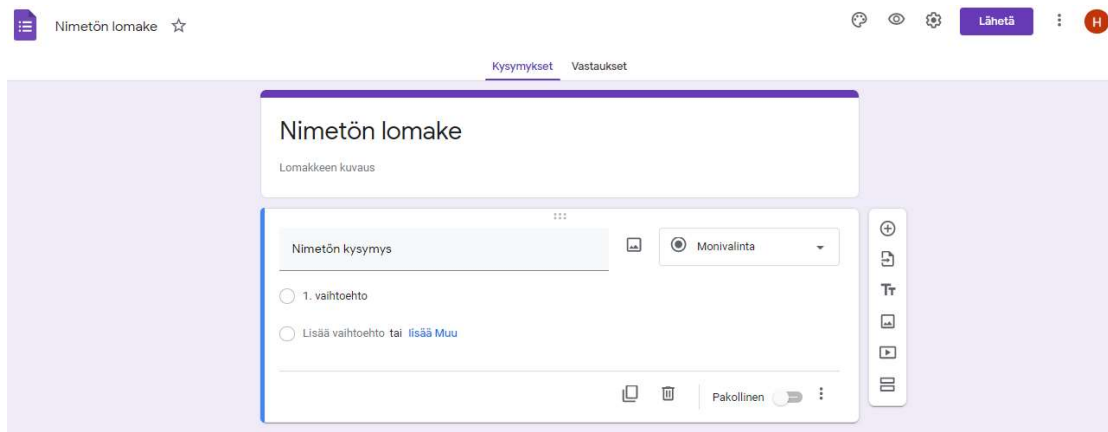 Nimetön lomake
Lähetä
H
Kysymykset Vastaukset
Nimetön lomake
Lomakkeen kuvaus
Nimetön kysymys
Monivalinta
1. vaihtoehto
Lisää vaihtoehto tai lisää Muu
Tт
Pakollinen